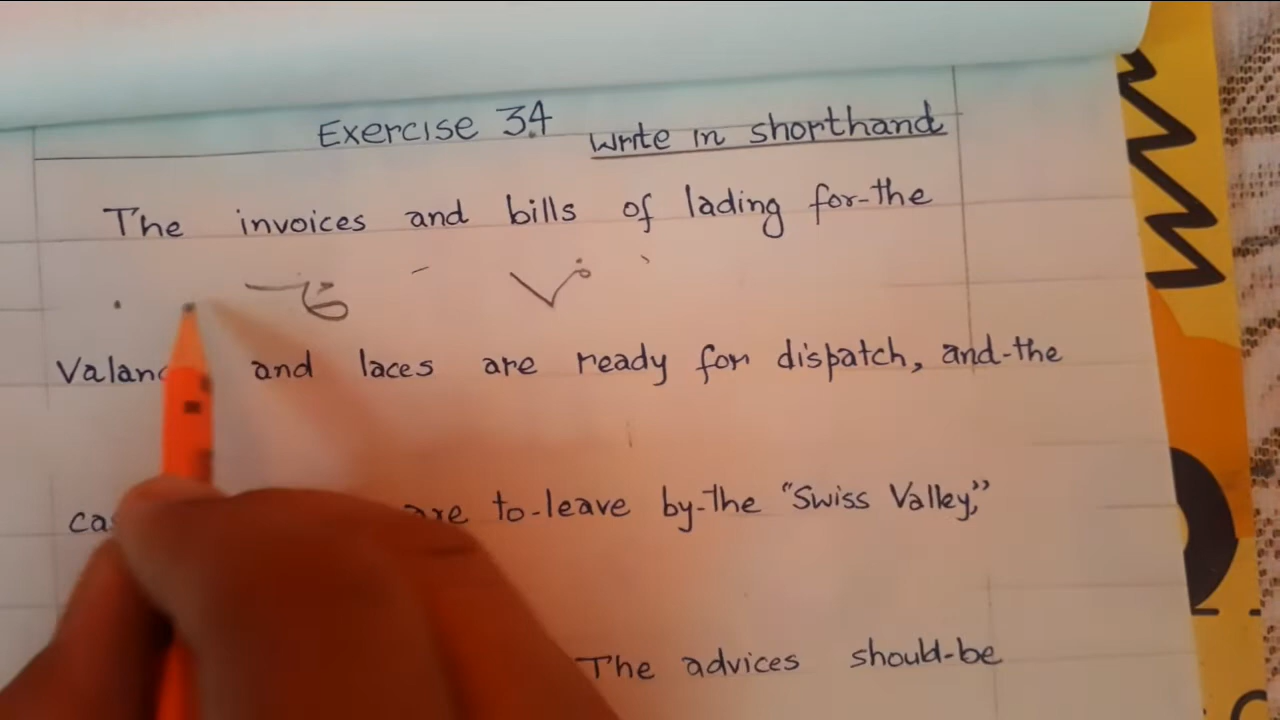 Exercise 34 Write in shorthand
The invoices and bills of lading for-the
and laces are ready for dispatch, and-the
are to-leave by-the "Swiss Valley,"
The advices should-be